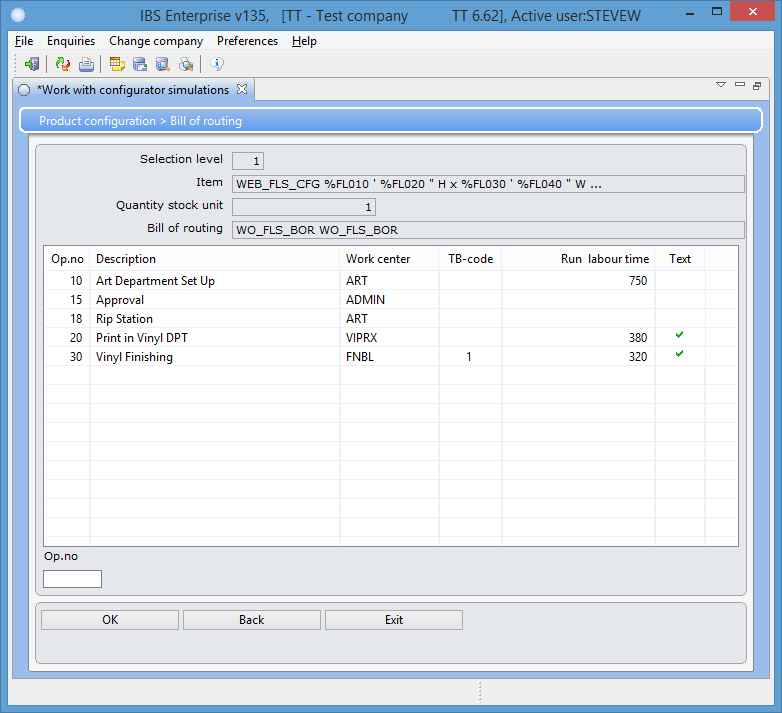 IBS Enterprise v135, [TT - Test company TT 6.62], Active user:STEVEW
File Enquiries Change company Preferences Help
*Work with configurator simulations
Product configuration > Bill of routing
Selection level 1
Item WEB_FLS_CFG %FL010 ' %FL020 " H x %FL030 ' %FL040 " W ...
Quantity stock unit 1
Bill of routing WO_FLS_BOR WO_FLS_BOR
Op.no Description Work center TB-code Run labour time Text
10 Art Department Set Up ART 750
15 Approval ADMIN
18 Rip Station ART
20 Print in Vinyl DPT VIPRX 380
30 Vinyl Finishing FNBL 1 320
Op.no
OK Back Exit